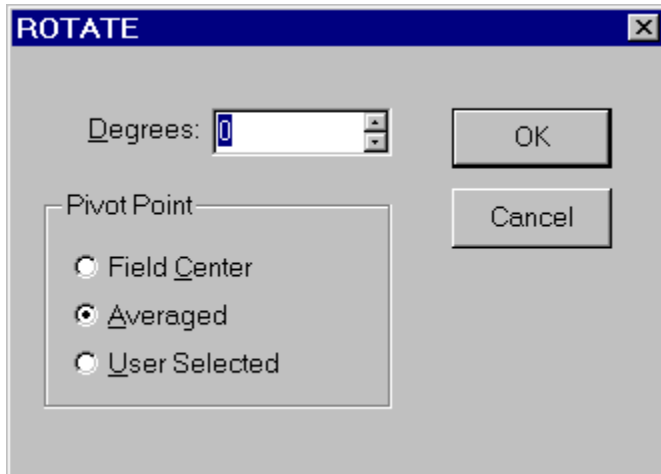 ROTATE
Degrees: 0
OK
Cancel
Pivot Point
Field Center
Averaged
User Selected